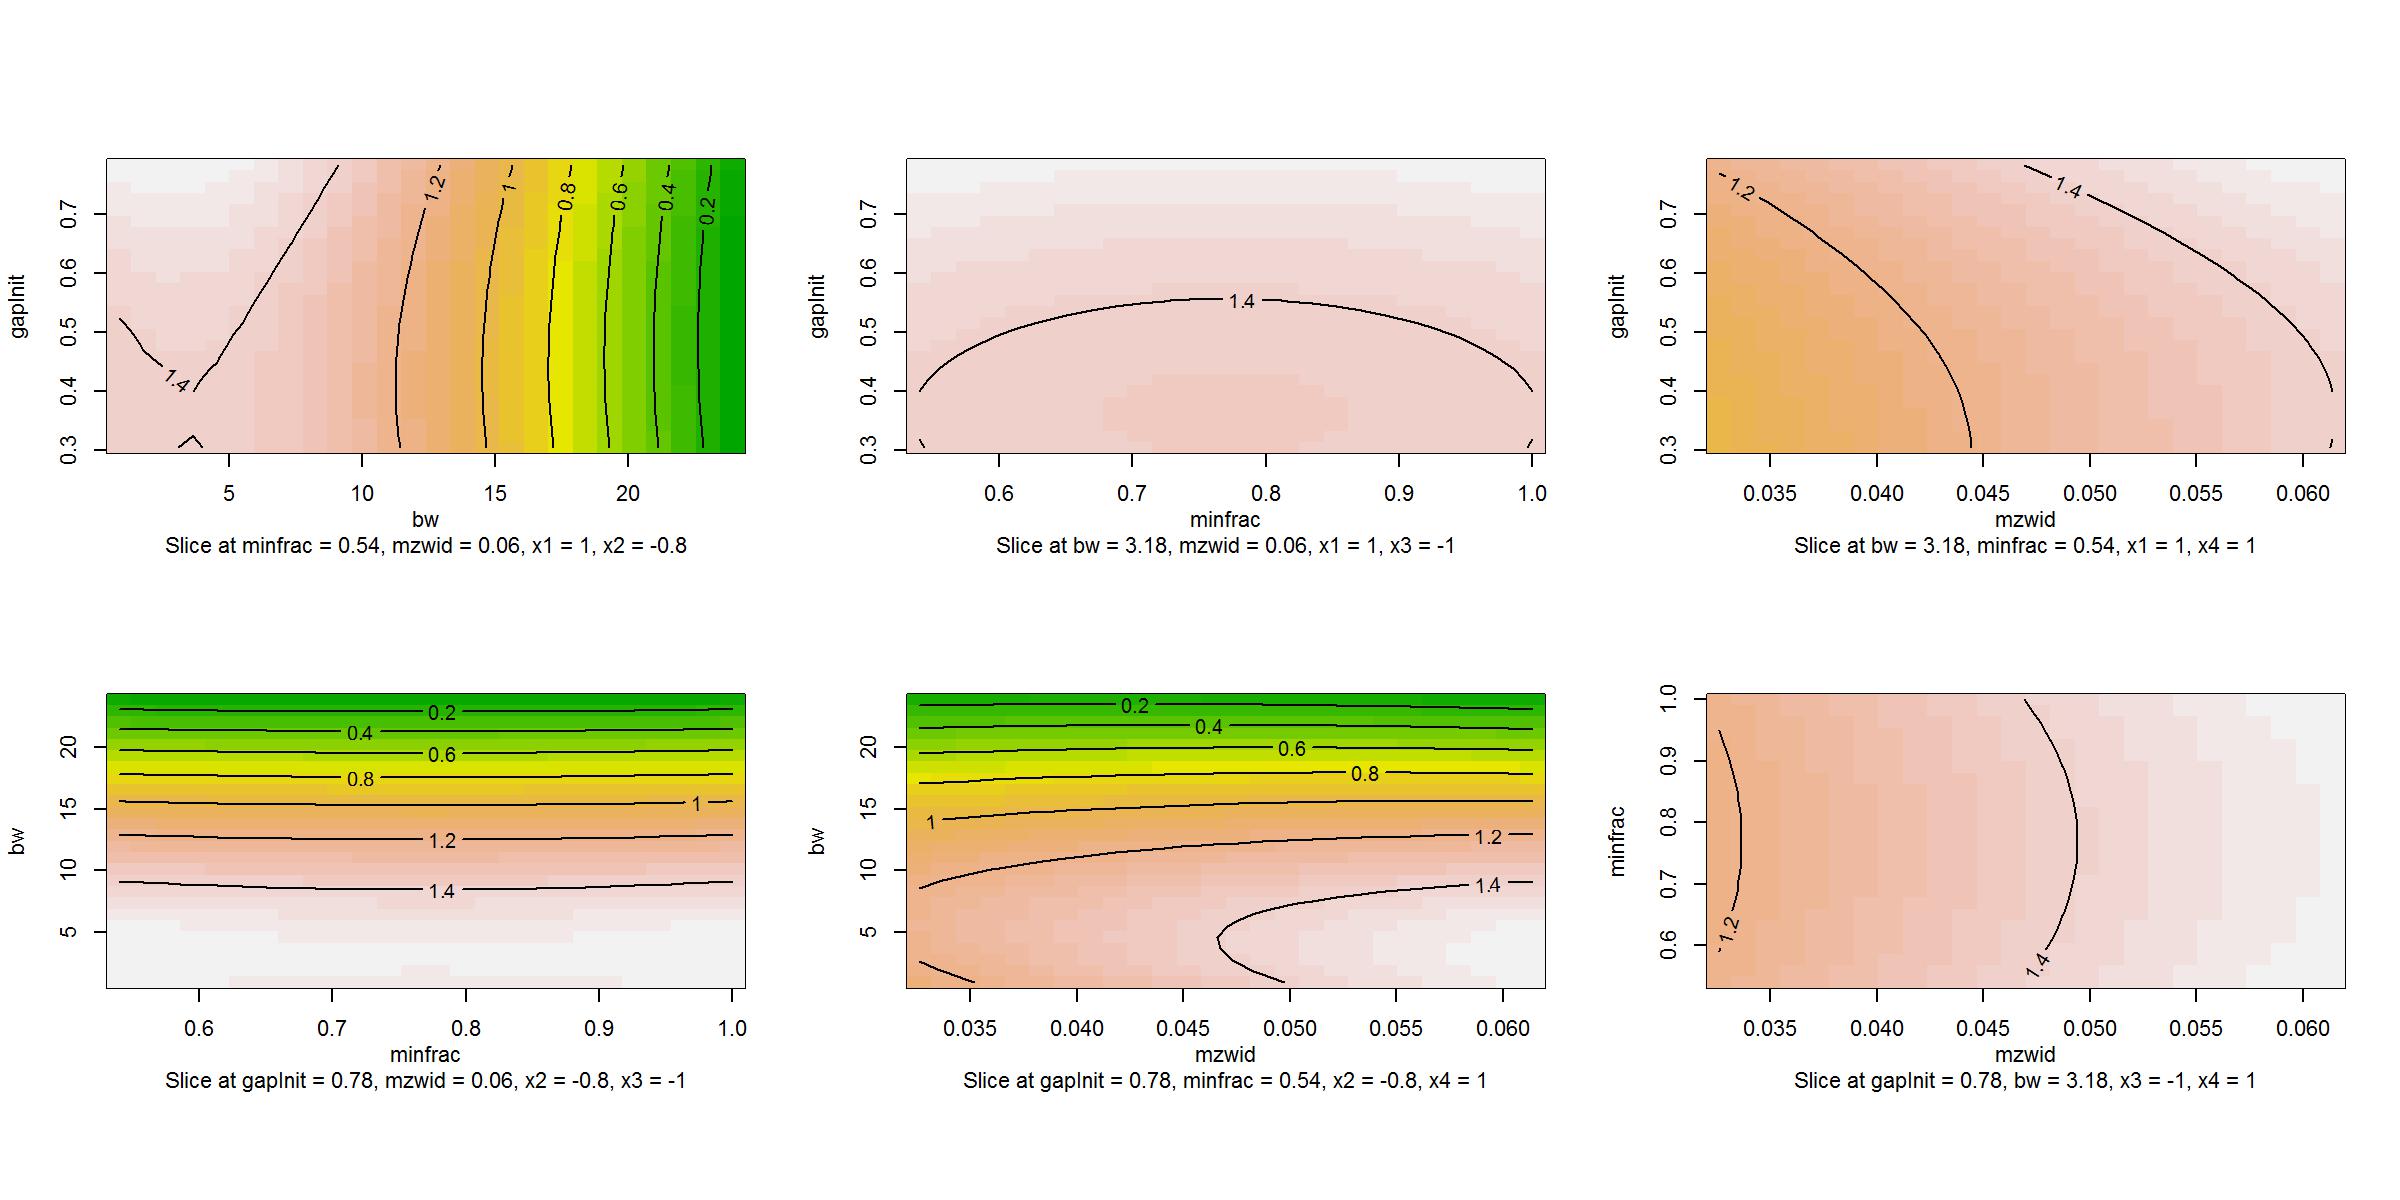 gapInit
0.3 0.4 0.5 0.6 0.7
1.4 1.2 1 0.8 0.6 0.4 0.2
5 10 15 20
bw
Slice at minfrac = 0.54, mzwid = 0.06, x1 = 1, x2 = -0.8
gapInit
0.3 0.4 0.5 0.6 0.7
1.4
0.6 0.7 0.8 0.9 1.0
minfrac
Slice at bw = 3.18, mzwid = 0.06, x1 = 1, x3 = -1
gapInit
0.3 0.4 0.5 0.6 0.7
1.2 1.4
0.035 0.040 0.045 0.050 0.055 0.060
mzwid
Slice at bw = 3.18, minfrac = 0.54, x1 = 1, x4 = 1
bw
5 10 15 20
0.2
0.4
0.6
0.8
1
1.2
1.4
0.6 0.7 0.8 0.9 1.0
minfrac
Slice at gapInit = 0.78, mzwid = 0.06, x2 = -0.8, x3 = -1
bw
5 10 15 20
0.2
0.4
0.6
0.8
1
1.2
1.4
0.035 0.040 0.045 0.050 0.055 0.060
mzwid
Slice at gapInit = 0.78, minfrac = 0.54, x2 = -0.8, x4 = 1
minfrac
0.6 0.7 0.8 0.9 1.0
1.2 1.4
0.035 0.040 0.045 0.050 0.055 0.060
mzwid
Slice at gapInit = 0.78, bw = 3.18, x3 = -1, x4 = 1